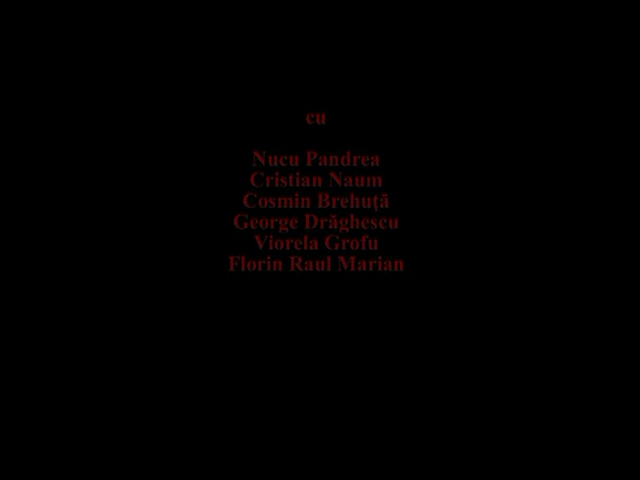 cu
Nucu Pandrea
Cristian Naum
Cosmin Brehuță
George Drăghescu
Viorela Grofu
Florin Raul Marian